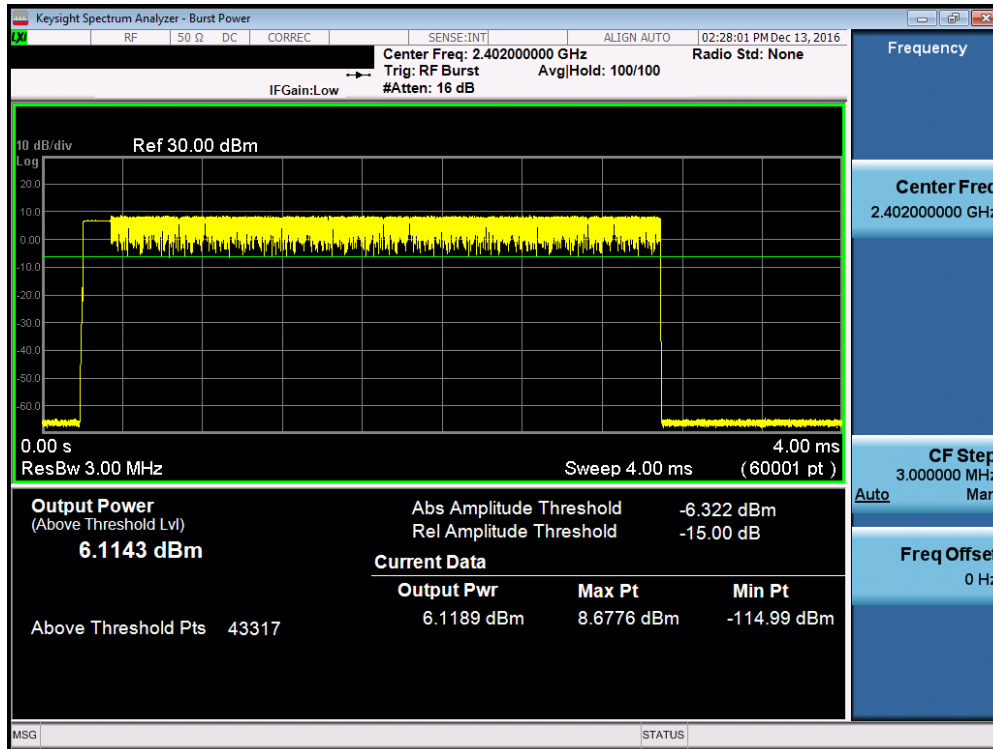 Keysight Spectrum Analyzer - Burst Power
LXI RF 50 Ω DC CORREC SENSE:INT ALIGN AUTO 02:28:01 PM Dec 13, 2016
Center Freq: 2.402000000 GHz Radio Std: None
Trig: RF Burst Avg|Hold: 100/100
IFGain:Low #Atten: 16 dB
10 dB/div Ref 30.00 dBm
Log
20.0
10.0
0.00
-10.0
-20.0
-30.0
-40.0
-50.0
-60.0
0.00 s 4.00 ms
ResBw 3.00 MHz Sweep 4.00 ms (60001 pt )
Output Power
(Above Threshold Lvl)
6.1143 dBm
Above Threshold Pts 43317
Abs Amplitude Threshold -6.322 dBm
Rel Amplitude Threshold -15.00 dB
Current Data
Output Pwr Max Pt Min Pt
6.1189 dBm 8.6776 dBm -114.99 dBm
MSG STATUS
Frequency
Center Freq
2.402000000 GHz
CF Step
3.000000 MHz
Auto Man
Freq Offset
0 Hz